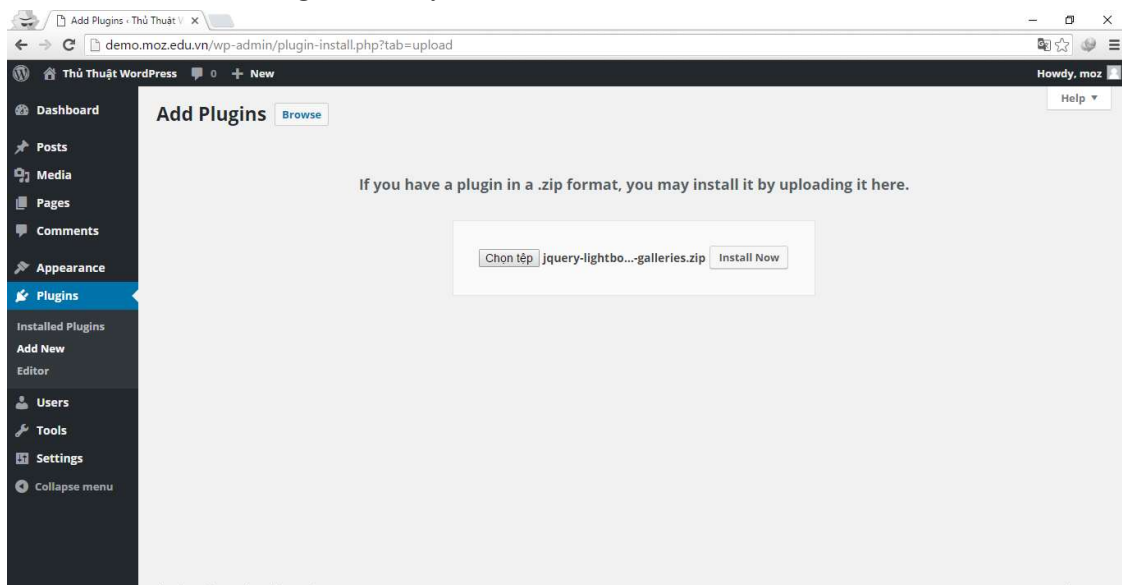 Add Plugins ‹ Thủ Thuật V
demo.moz.edu.vn/wp-admin/plugin-install.php?tab=upload
Thủ Thuật WordPress 0 + New Howdy, moz
Help
Dashboard
Add Plugins Browse
Posts
Media
If you have a plugin in a .zip format, you may install it by uploading it here.
Pages
Comments
Chọn tệp jquery-lightbo...-galleries.zip Install Now
Appearance
Plugins
Installed Plugins
Add New
Editor
Users
Tools
Settings
Collapse menu